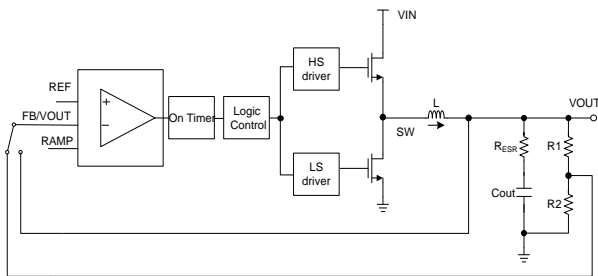 VIN
HS
driver
REF
FB/VOUT
RAMP
+
−
On Timer
Logic
Control
L
VOUT
SW
LS
driver
RESR
R1
Cout
R2